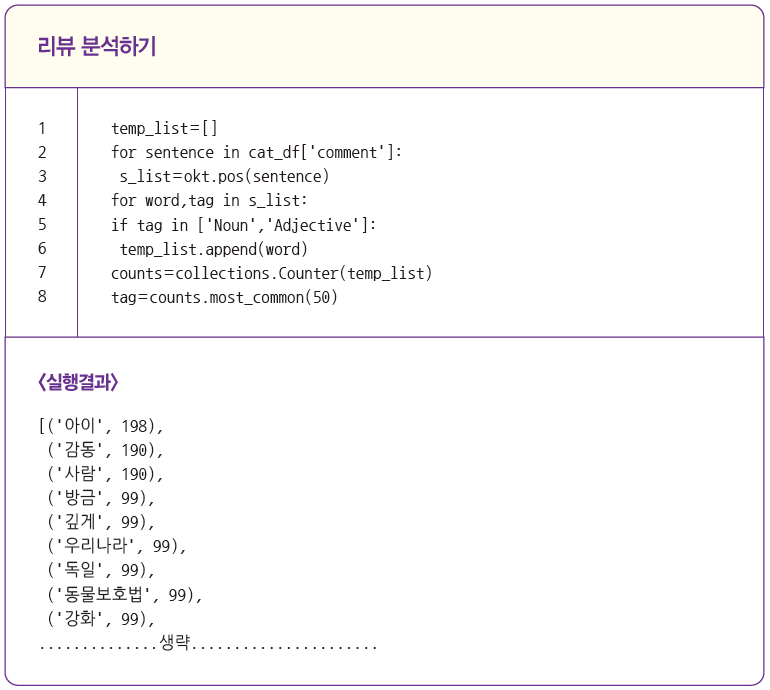 리뷰 분석하기
1 temp_list=[]
2 for sentence in cat_df['comment']:
3  s_list=okt.pos(sentence)
4 for word,tag in s_list:
5 if tag in ['Noun','Adjective']:
6  temp_list.append(word)
7 counts=collections.Counter(temp_list)
8 tag=counts.most_common(50)
〈실행결과〉
[('아이', 198),
 ('감동', 190),
 ('사람', 190),
 ('방금', 99),
 ('깊게', 99),
 ('우리나라', 99),
 ('독일', 99),
 ('동물보호법', 99),
 ('강화', 99),
..............생략......................